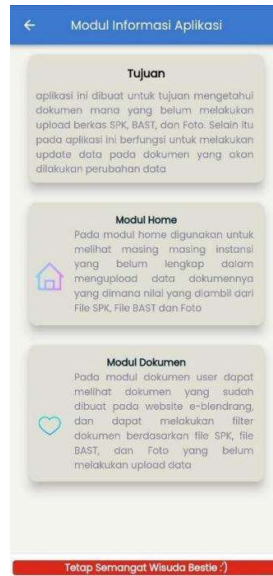 Modul Informasi Aplikasi
Tujuan
aplikasi ini dibuat untuk tujuan mengetahui
dokumen mana yang belum melakukan
upload berkas SPK, BAST, dan Foto. Selain itu
pada aplikasi ini berfungsi untuk melakukan
update data pada dokumen yang akan
dilakukan perubahan data
Modul Home
Pada modul home digunakan untuk
melihat masing masing instansi
yang belum lengkap dalam
mengupload data dokumennya
yang dimana nilai yang diambil dari
File SPK, File BAST dan Foto
Modul Dokumen
Pada modul dokumen user dapat
melihat dokumen yang sudah
dibuat pada website e-blendrang,
dan dapat melakukan filter
dokumen berdasarkan file SPK, file
BAST, dan Foto yang belum
melakukan upload data
Tetap Semangat Wisuda Bestie :')